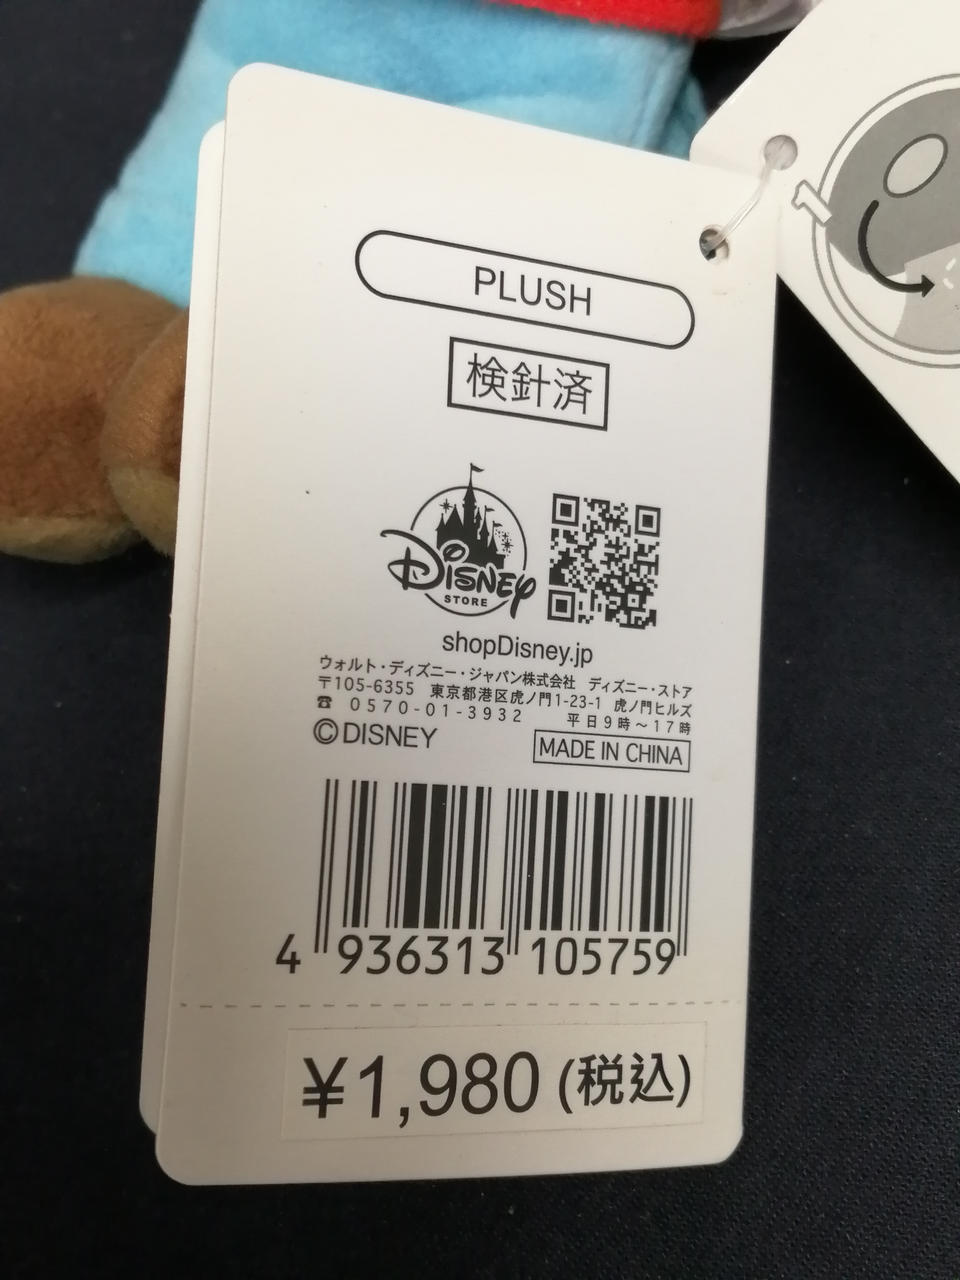 PLUSH
検針済
Disney
STORE
shopDisney.jp
ウォルト・ディズニー・ジャパン株式会社 ディズニー・ストア
〒105-6355 東京都港区虎ノ門1-23-1 虎ノ門ヒルズ
☎ 0570-01-3932 平日9時～17時
©DISNEY
MADE IN CHINA
4 936313 105759
¥1,980 (税込)